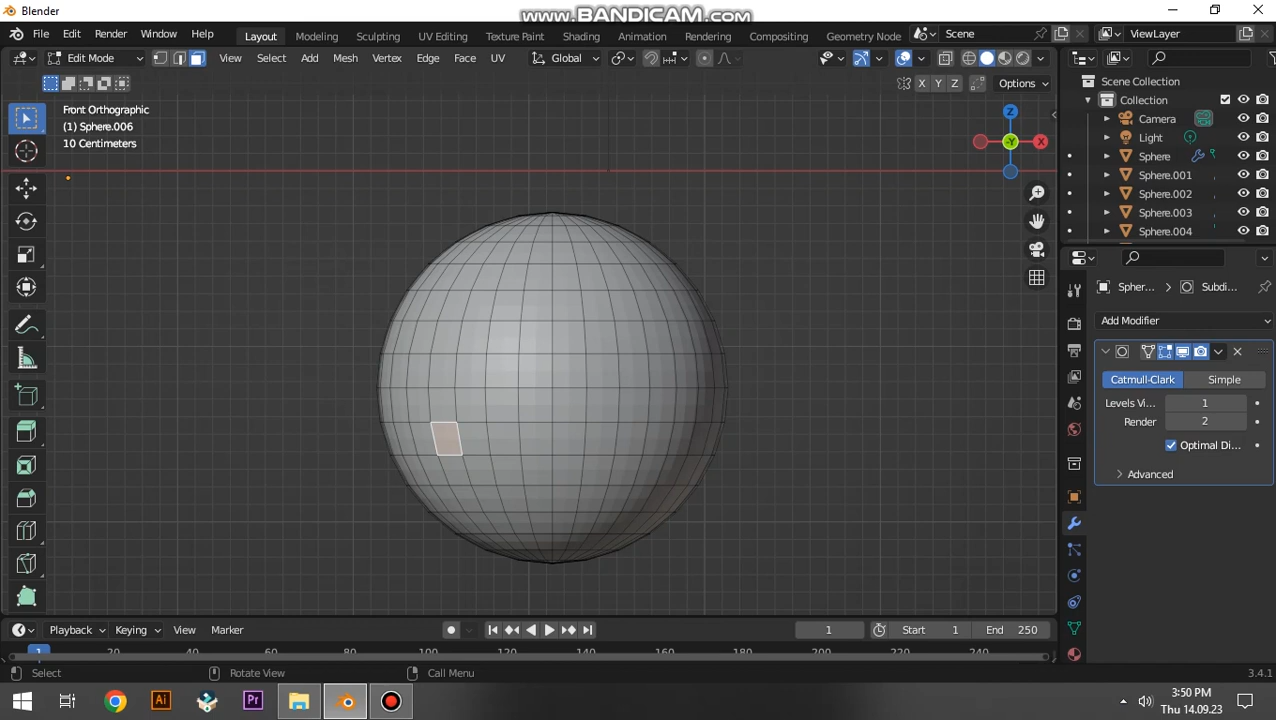 Blender
www.BANDICAM.com
File Edit Render Window Help
Layout Modeling Sculpting UV Editing Texture Paint Shading Animation Rendering Compositing Geometry Node
Scene
ViewLayer
Edit Mode
View Select Add Mesh Vertex Edge Face UV
Global
X Y Z
Options
Front Orthographic
(1) Sphere.006
10 Centimeters
Z
-Y
X
Scene Collection
Collection
Camera
Light
Sphere
Sphere.001
Sphere.002
Sphere.003
Sphere.004
Spher... > Subdi...
Add Modifier
Catmull-Clark Simple
Levels Vi... 1
Render 2
Optimal Di...
Advanced
Playback Keying View Marker
1
Start 1
End 250
1 20 40 60 80 100 120 140 160 180 200 220 240
Select
Rotate View
Call Menu
3.4.1
Ai
Pr
3:50 PM
Thu 14.09.23